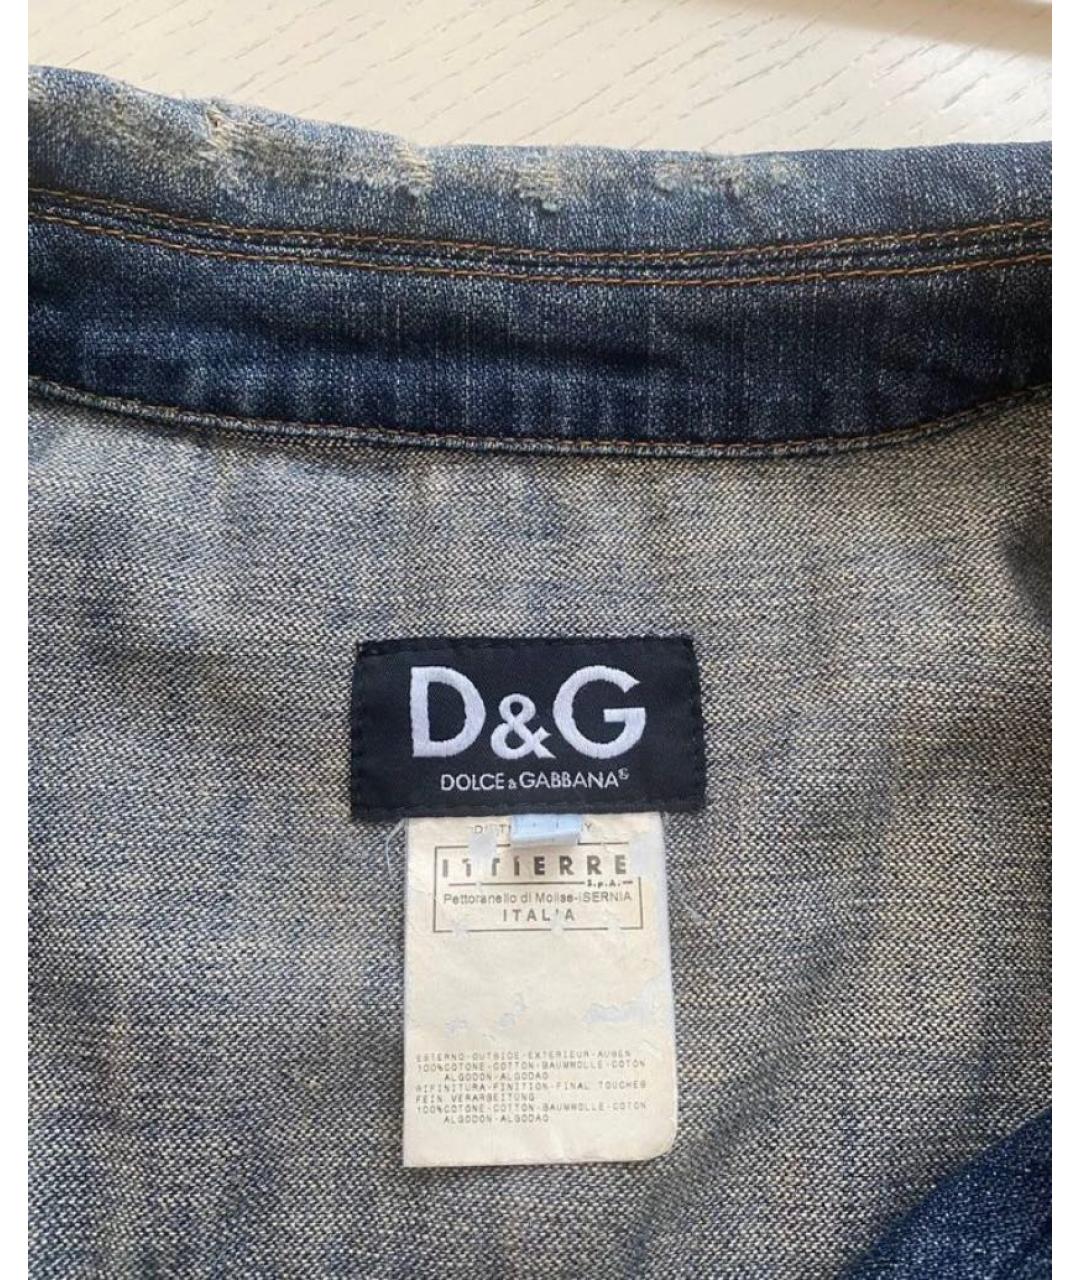 D&G
DOLCE & GABBANA®
ITTIERRE
S.p.A.
Pettoranello di Molise-ISERNIA
ITALIA
ESTERNO-OUTSIDE-EXTERIEUR-AUßEN
100%COTONE-COTTON-BAUMWOLLE-COTON
ALGODON-ALGODAO
RIFINITURA-FINITION-FINAL TOUCHES
FEIN VERARBEITUNG
100%COTONE-COTTON-BAUMWOLLE-COTON
ALGODON-ALGODAO